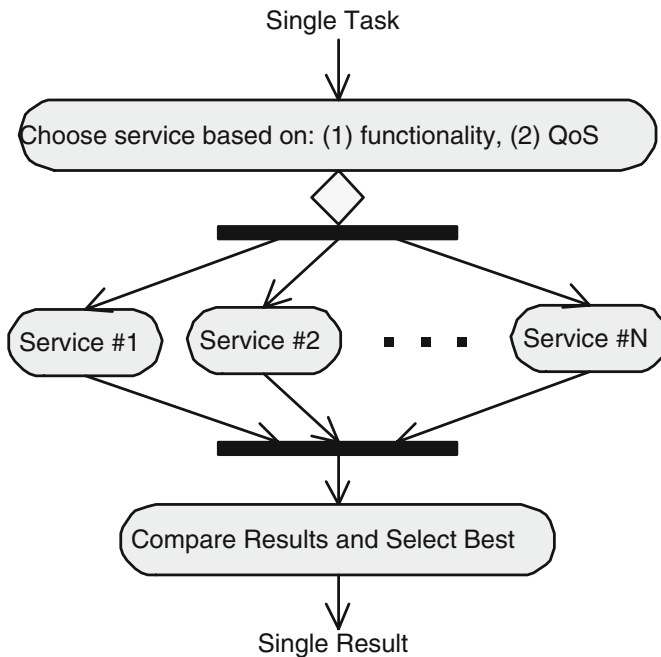 Single Task
Choose service based on: (1) functionality, (2) QoS
Service #1
Service #2
Service #N
Compare Results and Select Best
Single Result